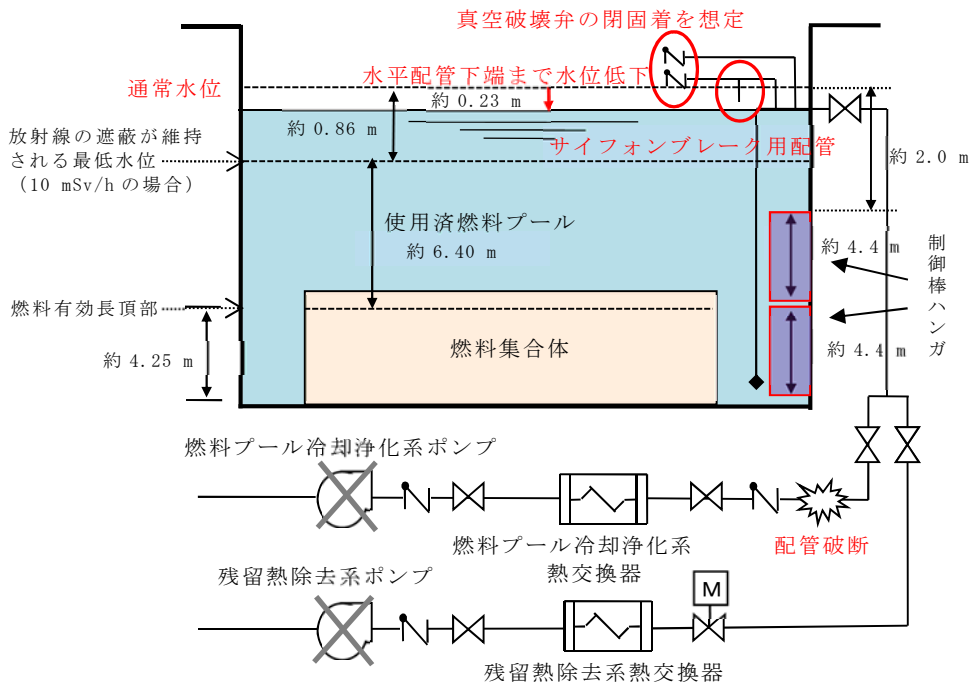 真空破壊弁の閉固着を想定
通常水位
水平配管下端まで水位低下
約 0.23 m
放射線の遮蔽が維持
される最低水位
(10 mSv/h の場合)
約 0.86 m
サイフォンブレーク用配管
約 2.0 m
使用済燃料プール
約 6.40 m
約 4.4 m
制御棒ハンガ
燃料有効長頂部
約 4.25 m
燃料集合体
約 4.4 m
燃料プール冷却浄化系ポンプ
燃料プール冷却浄化系
熱交換器
配管破断
残留熱除去系ポンプ
M
残留熱除去系熱交換器